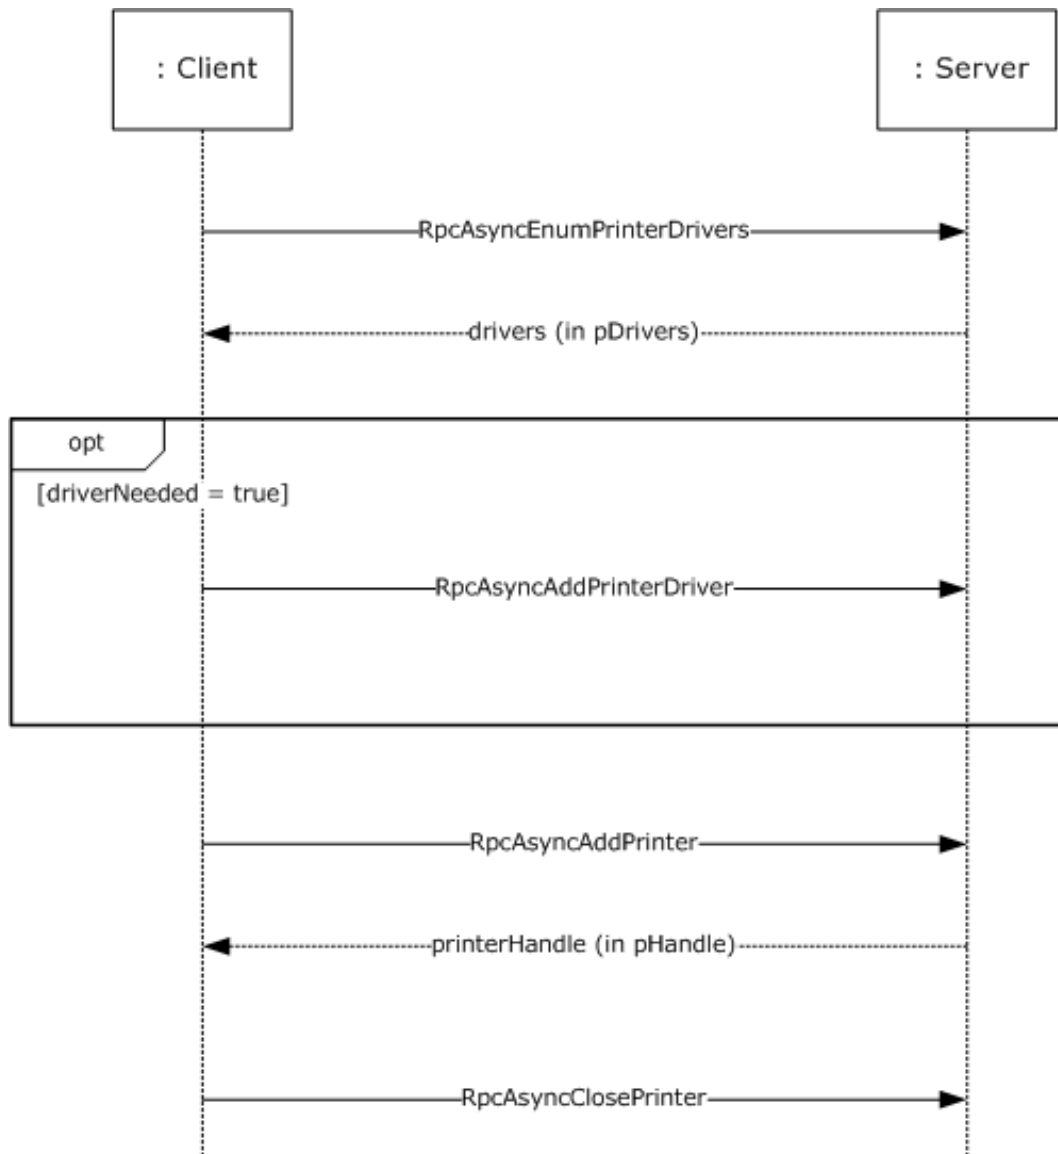 : Client
: Server
RpcAsyncEnumPrinterDrivers
drivers (in pDrivers)
opt
[driverNeeded = true]
RpcAsyncAddPrinterDriver
RpcAsyncAddPrinter
printerHandle (in pHandle)
RpcAsyncClosePrinter